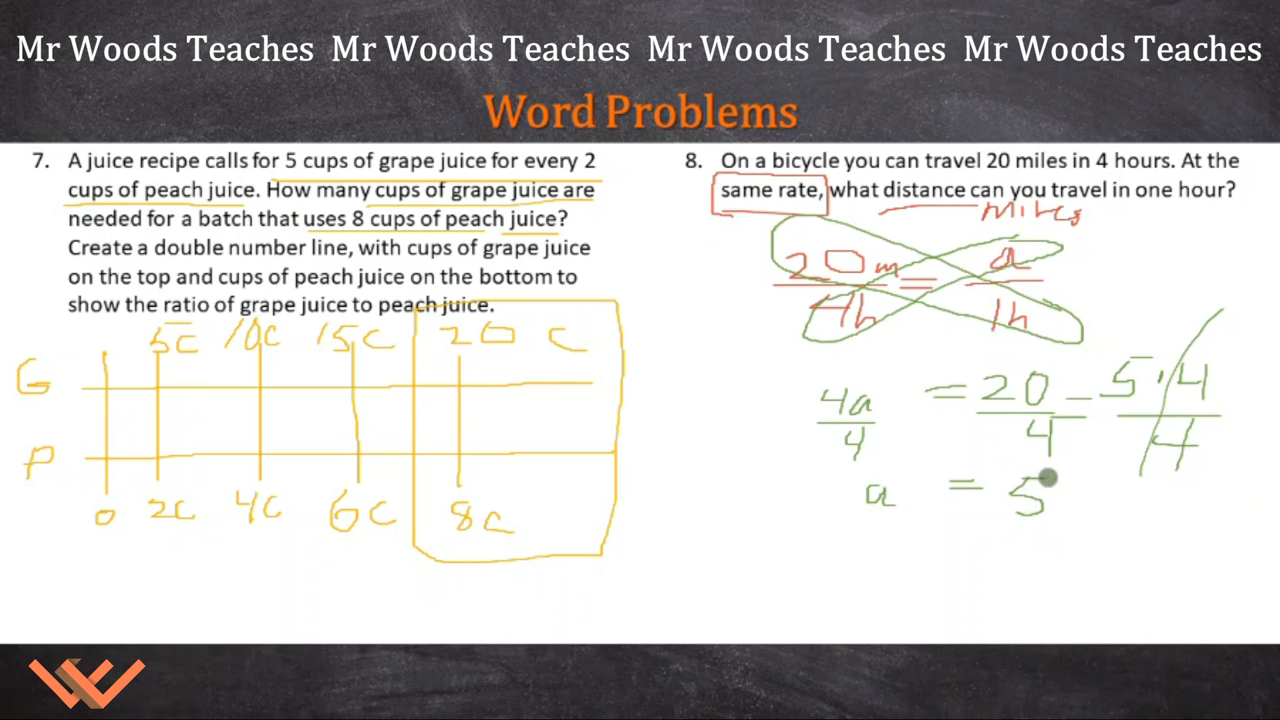 Mr Woods Teaches Mr Woods Teaches Mr Woods Teaches Mr Woods Teaches
Word Problems
7. A juice recipe calls for 5 cups of grape juice for every 2
cups of peach juice. How many cups of grape juice are
needed for a batch that uses 8 cups of peach juice?
Create a double number line, with cups of grape juice
on the top and cups of peach juice on the bottom to
show the ratio of grape juice to peach juice.
5C 10C 15C 20 C
G
P
0 2C 4C 6C 8C
8. On a bicycle you can travel 20 miles in 4 hours. At the
same rate, what distance can you travel in one hour?
miles
20m = a
4h 1h
4a = 20 = 5·4
4 4 4
a = 5